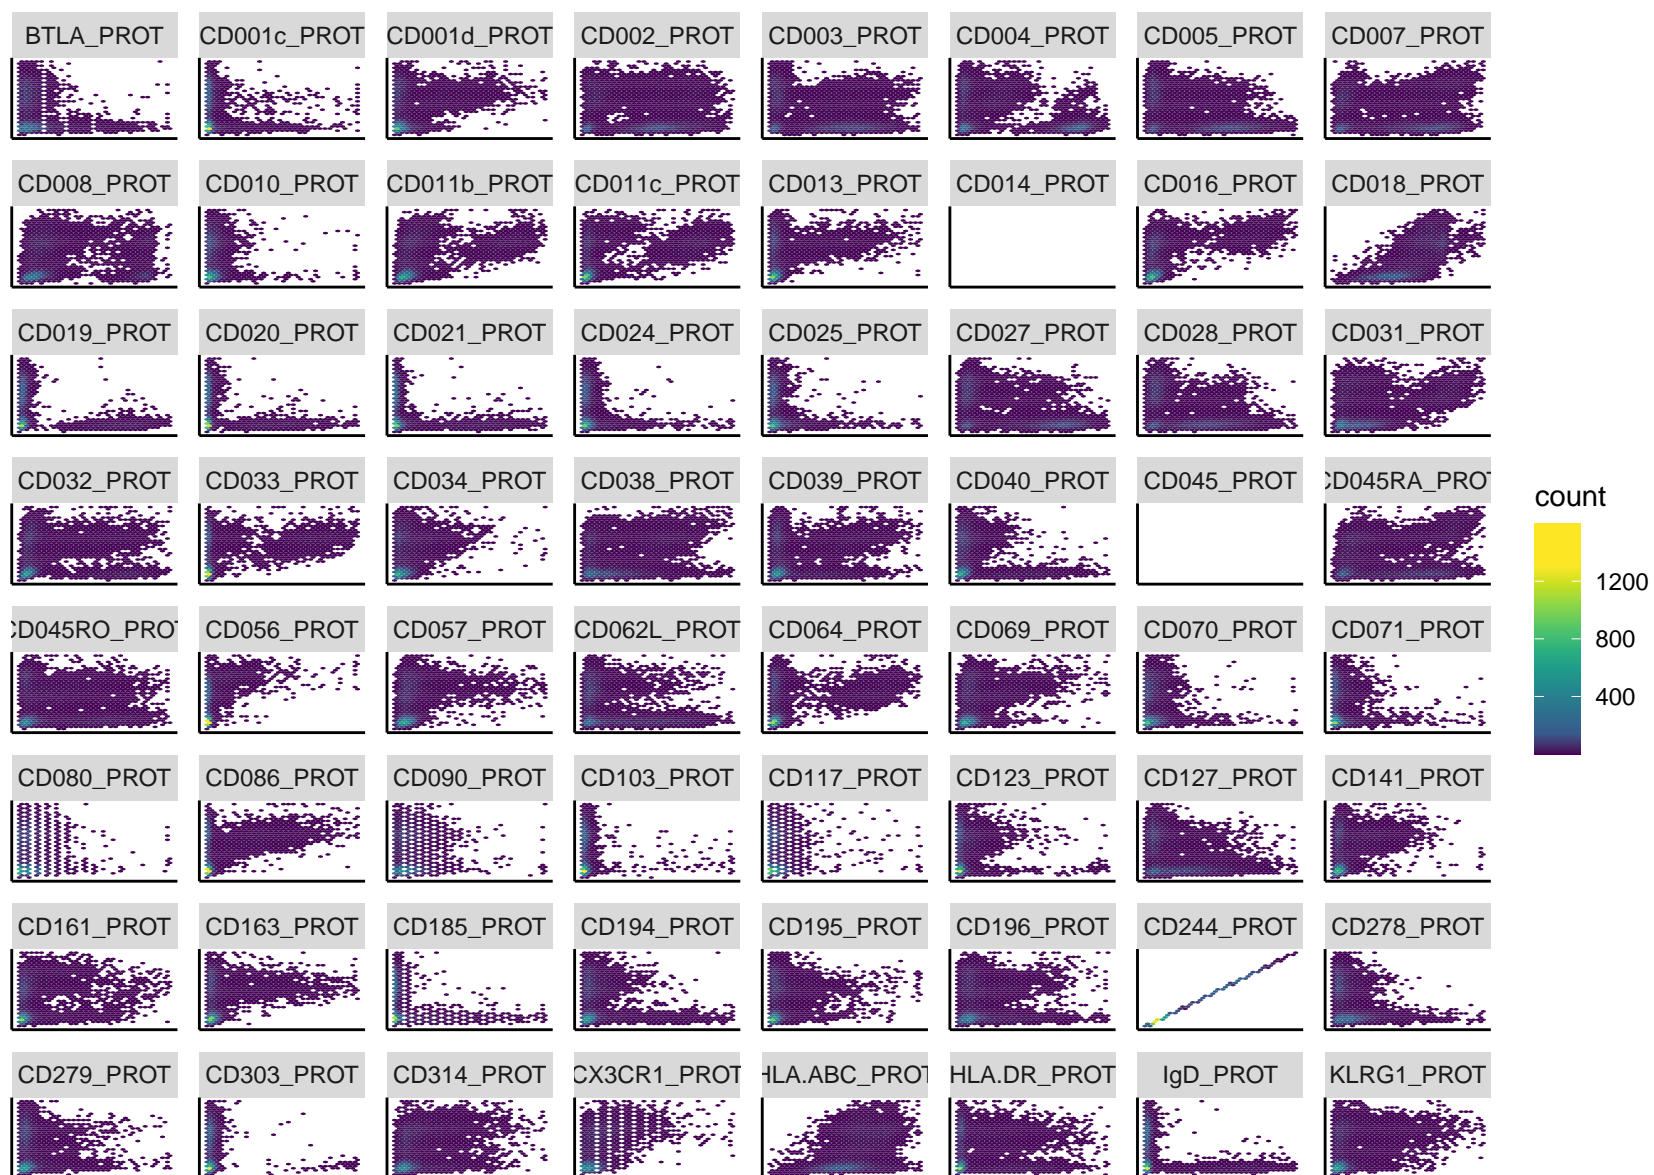 BTLA_PROT CD001c_PROT CD001d_PROT CD002_PROT CD003_PROT CD004_PROT CD005_PROT CD007_PROT
CD008_PROT CD010_PROT CD011b_PROT CD011c_PROT CD013_PROT CD014_PROT CD016_PROT CD018_PROT
CD019_PROT CD020_PROT CD021_PROT CD024_PROT CD025_PROT CD027_PROT CD028_PROT CD031_PROT
CD032_PROT CD033_PROT CD034_PROT CD038_PROT CD039_PROT CD040_PROT CD045_PROT CD045RA_PROT
count
1200
800
400
CD045RO_PROT CD056_PROT CD057_PROT CD062L_PROT CD064_PROT CD069_PROT CD070_PROT CD071_PROT
CD080_PROT CD086_PROT CD090_PROT CD103_PROT CD117_PROT CD123_PROT CD127_PROT CD141_PROT
CD161_PROT CD163_PROT CD185_PROT CD194_PROT CD195_PROT CD196_PROT CD244_PROT CD278_PROT
CD279_PROT CD303_PROT CD314_PROT CX3CR1_PROT HLA.ABC_PROT HLA.DR_PROT IgD_PROT KLRG1_PROT